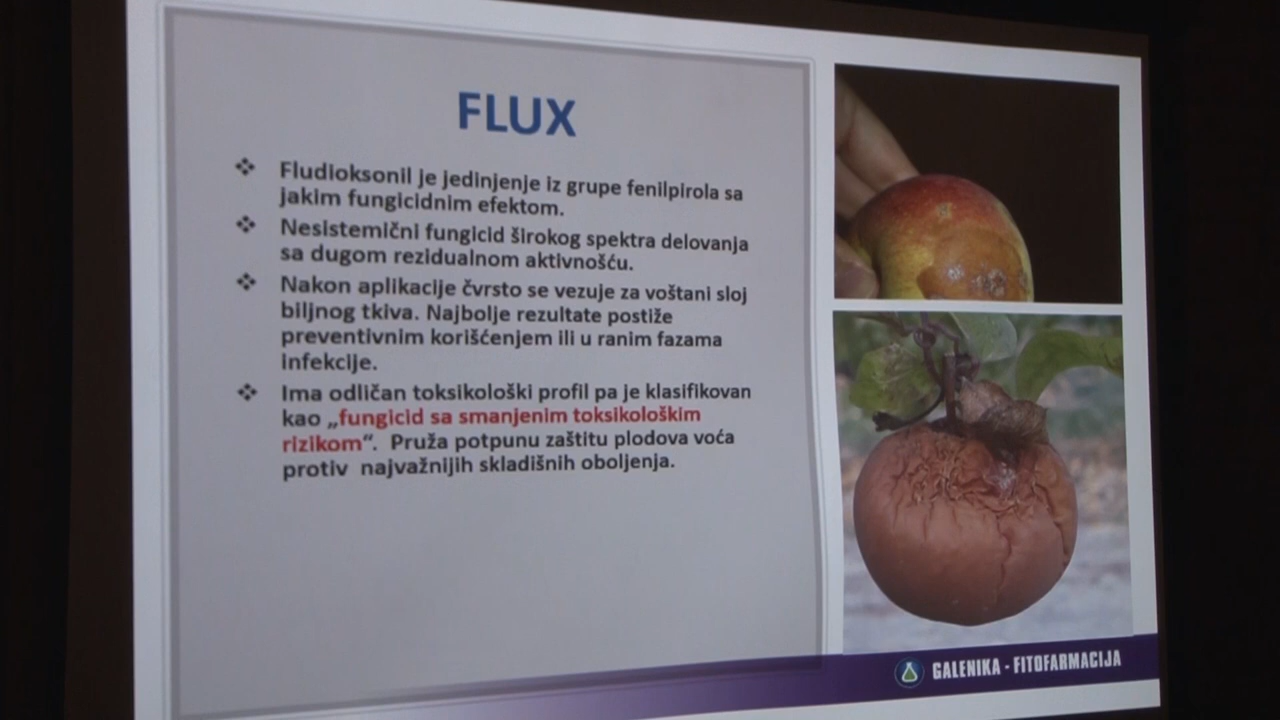 FLUX
Fludioksonil je jedinjenje iz grupe fenilpirola sa
jakim fungicidnim efektom.
Nesistemični fungicid širokog spektra delovanja
sa dugom rezidualnom aktivnošću.
Nakon aplikacije čvrsto se vezuje za voštani sloj
biljnog tkiva. Najbolje rezultate postiže
preventivnim korišćenjem ili u ranim fazama
infekcije.
Ima odličan toksikološki profil pa je klasifikovan
kao „fungicid sa smanjenim toksikološkim
rizikom“. Pruža potpunu zaštitu plodova voća
protiv najvažnijih skladišnih oboljenja.
GALENIKA - FITOFARMACIJA